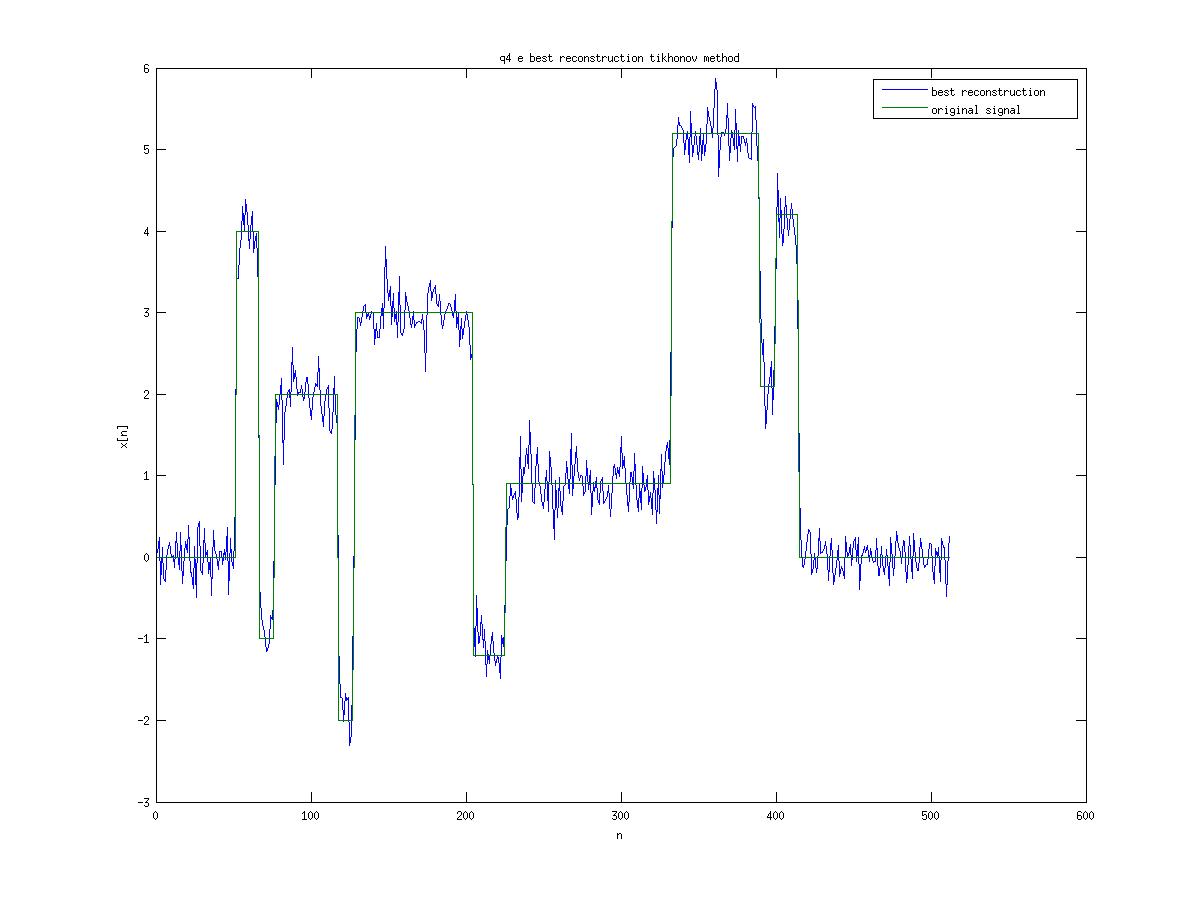 q4 e best reconstruction tikhonov method
best reconstruction
original signal
6
5
4
3
2
1
0
-1
-2
-3
x[n]
0 100 200 300 400 500 600
n